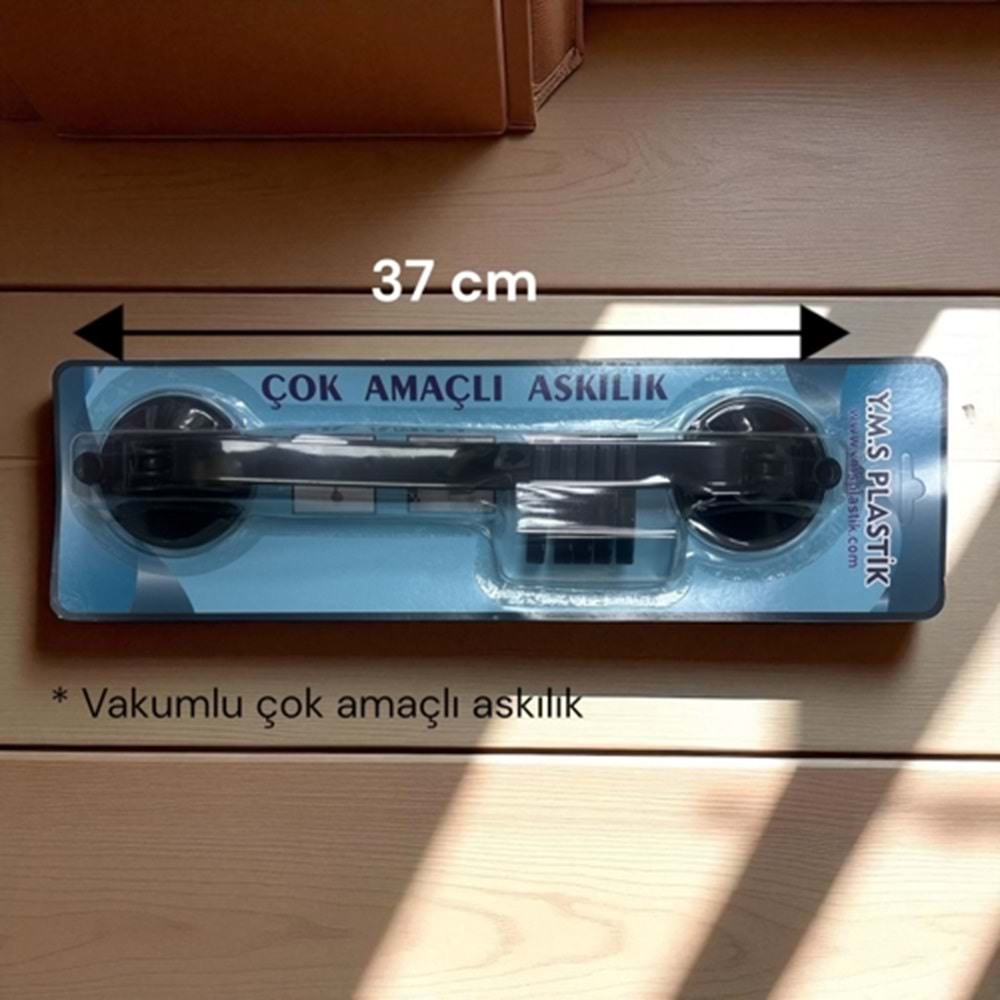 37 cm
ÇOK AMAÇLI ASKILIK
Y.M.S PLASTİK
* Vakumlu çok amaçlı askılık